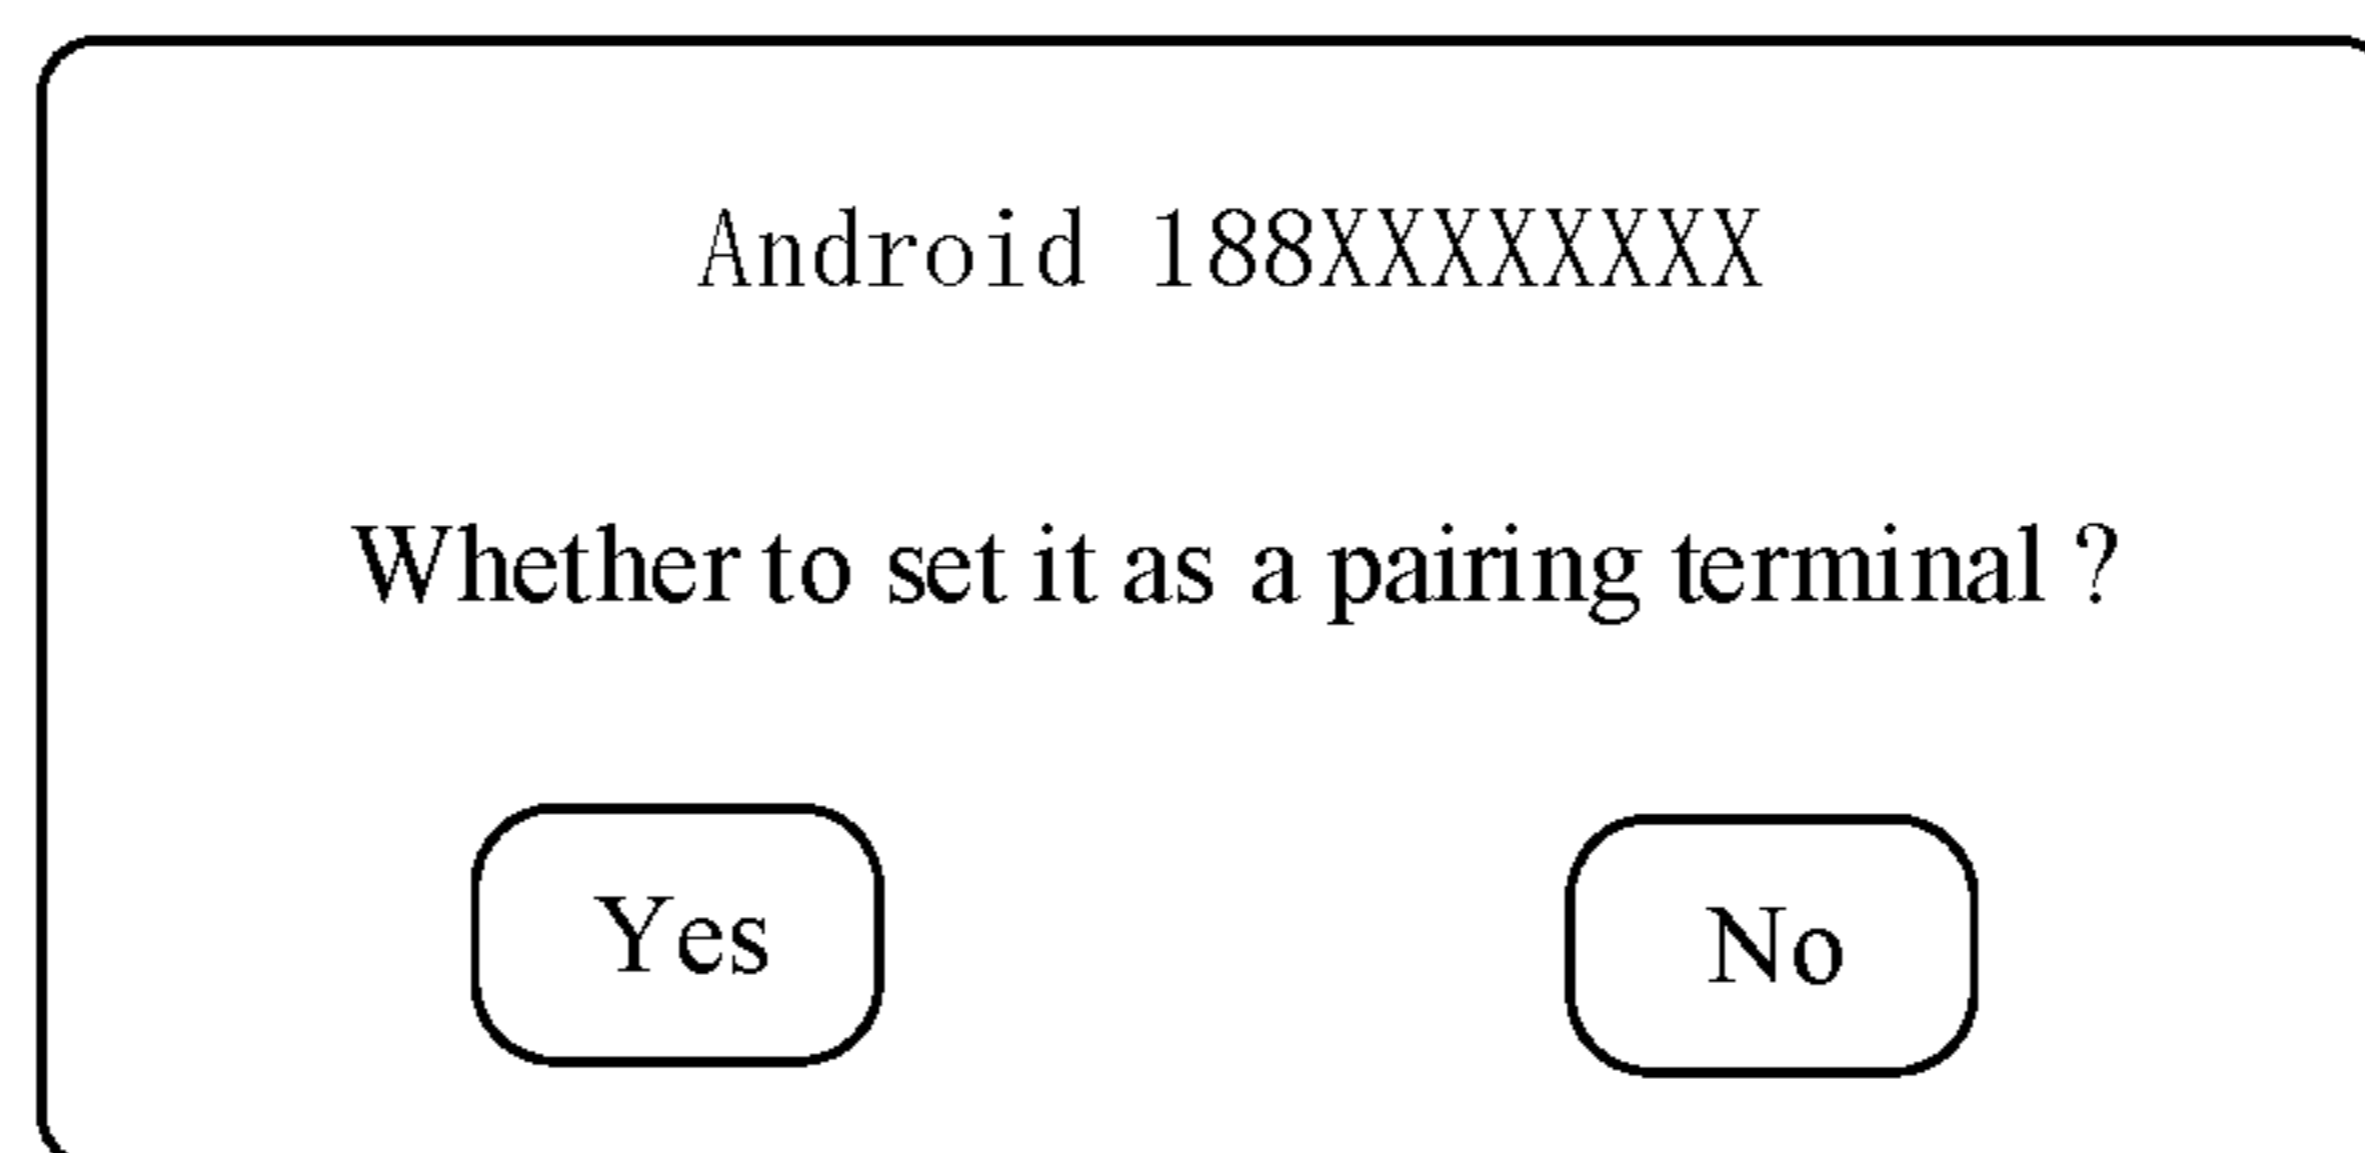 Android 188XXXXXXXX
Whether to set it as a pairing terminal ?
Yes No